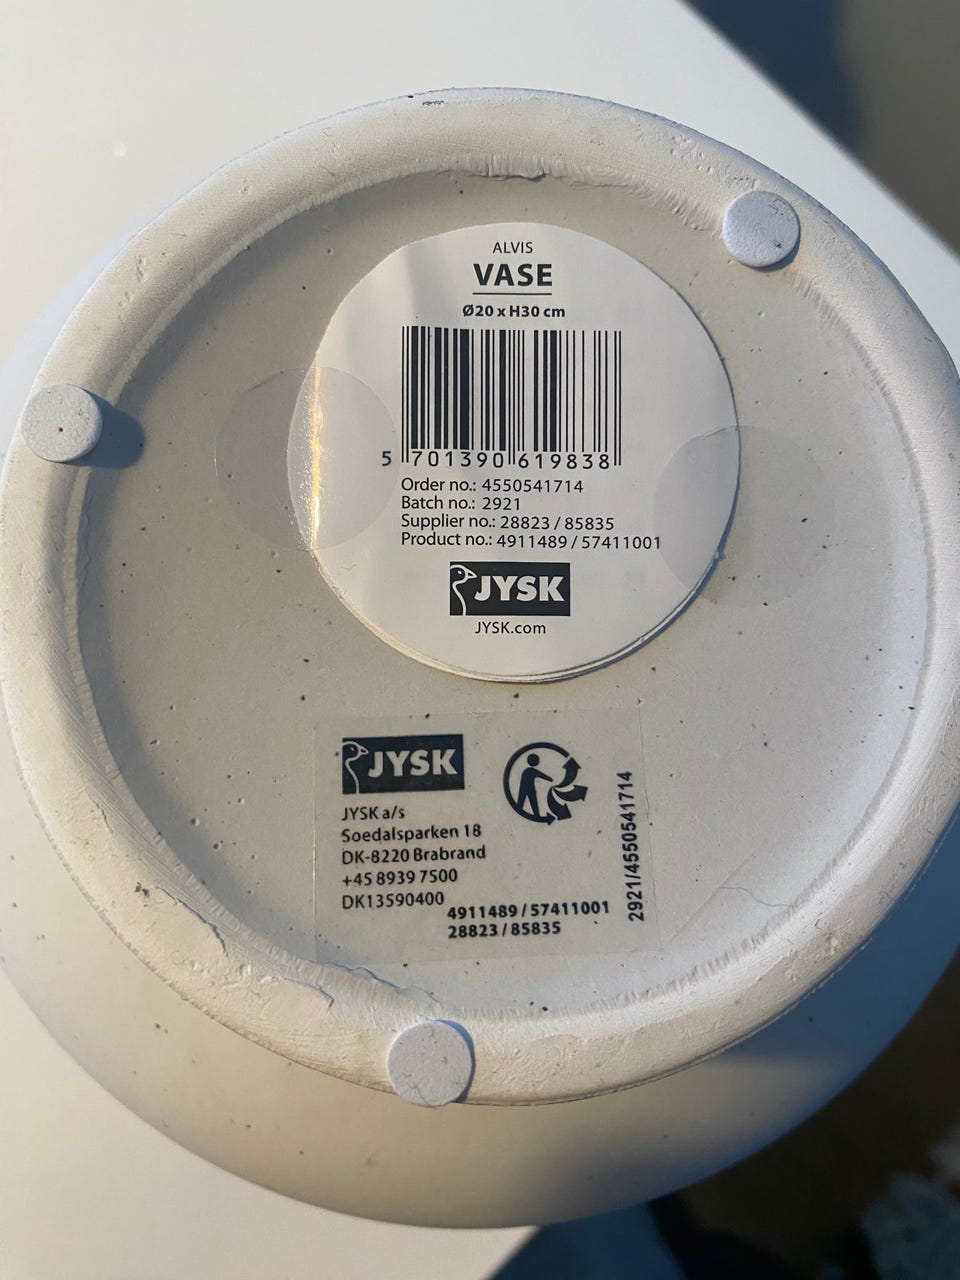 ALVIS
VASE
Ø20 x H30 cm
5 701390 619838
Order no.: 4550541714
Batch no.: 2921
Supplier no.: 28823 / 85835
Product no.: 4911489 / 57411001
JYSK
JYSK.com
JYSK
JYSK a/s
Soedalsparken 18
DK-8220 Brabrand
+45 8939 7500
DK13590400
4911489 / 57411001
28823 / 85835
2921/4550541714